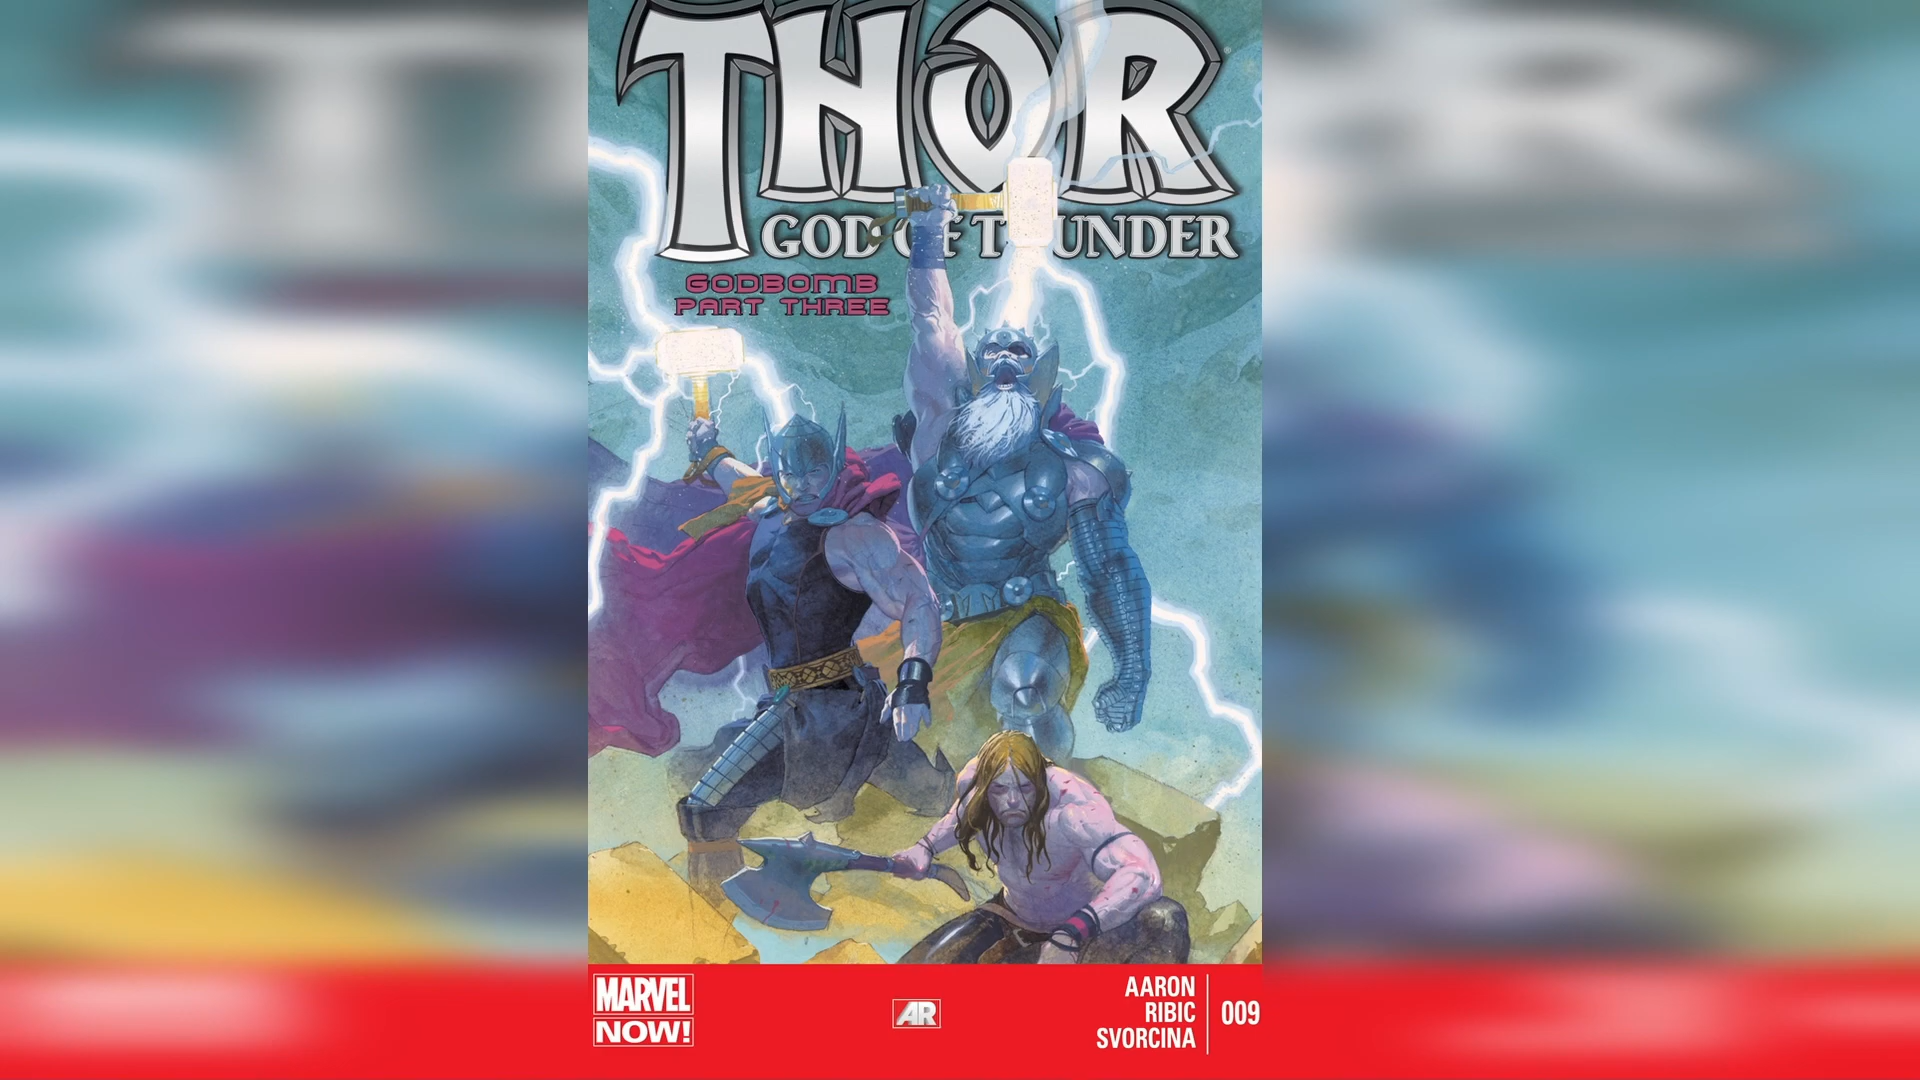 THOR
GOD OF THUNDER
GODBOMB
PART THREE
MARVEL
NOW!
AR
AARON
RIBIC
SVORCINA
009